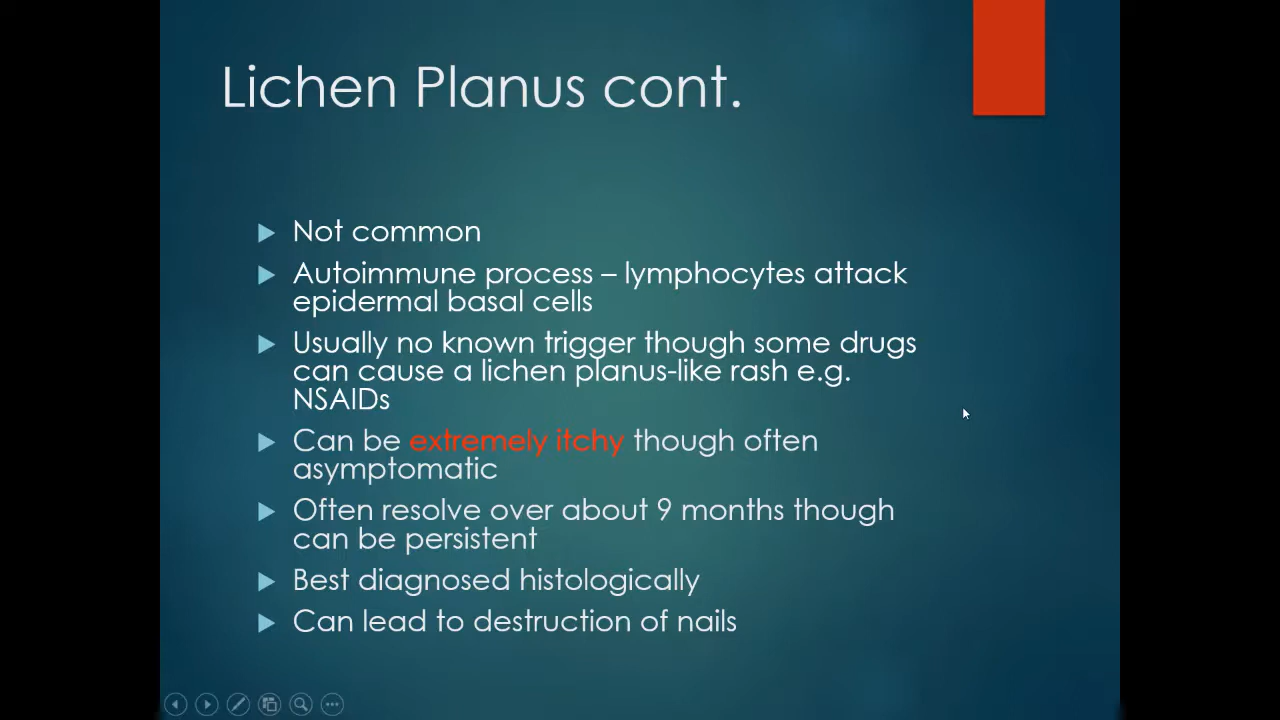 Lichen Planus cont.
Not common
Autoimmune process – lymphocytes attack
epidermal basal cells
Usually no known trigger though some drugs
can cause a lichen planus-like rash e.g.
NSAIDs
Can be extremely itchy though often
asymptomatic
Often resolve over about 9 months though
can be persistent
Best diagnosed histologically
Can lead to destruction of nails